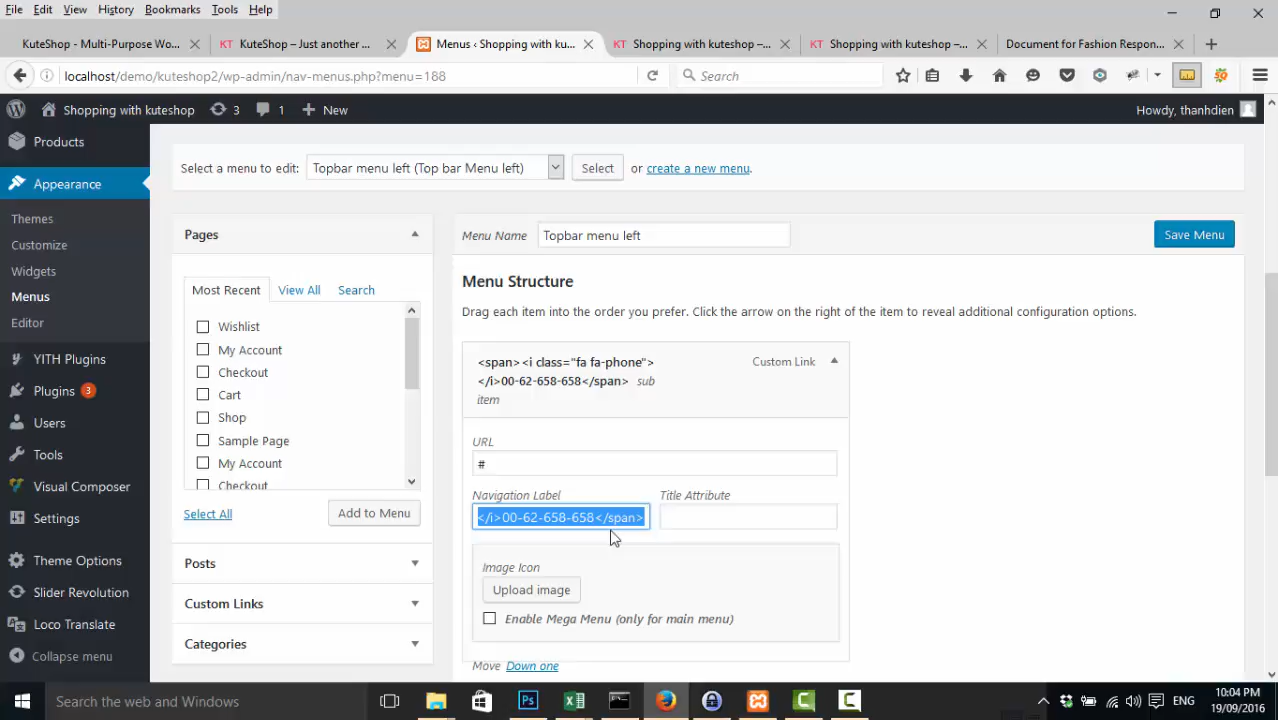 File Edit View History Bookmarks Tools Help
KuteShop - Multi-Purpose Wo...
KuteShop – Just another ...
Menus ‹ Shopping with ku...
Shopping with kuteshop –...
Shopping with kuteshop –...
Document for Fashion Respon...
localhost/demo/kuteshop2/wp-admin/nav-menus.php?menu=188
Search
Shopping with kuteshop 3 1 New
Howdy, thanhdien
Products
Appearance
Themes
Customize
Widgets
Menus
Editor
YITH Plugins
Plugins 3
Users
Tools
Visual Composer
Settings
Theme Options
Slider Revolution
Loco Translate
Collapse menu
Select a menu to edit: Topbar menu left (Top bar Menu left) Select or create a new menu.
Pages
Most Recent View All Search
Wishlist
My Account
Checkout
Cart
Shop
Sample Page
My Account
Checkout
Select All Add to Menu
Posts
Custom Links
Categories
Menu Name Topbar menu left Save Menu
Menu Structure
Drag each item into the order you prefer. Click the arrow on the right of the item to reveal additional configuration options.
<span><i class="fa fa-phone"> Custom Link
</i>00-62-658-658</span> sub
item
URL
#
Navigation Label Title Attribute
</i>00-62-658-658</span>
Image Icon
Upload image
Enable Mega Menu (only for main menu)
Move Down one
Search the web and Windows
ENG
10:04 PM
19/09/2016